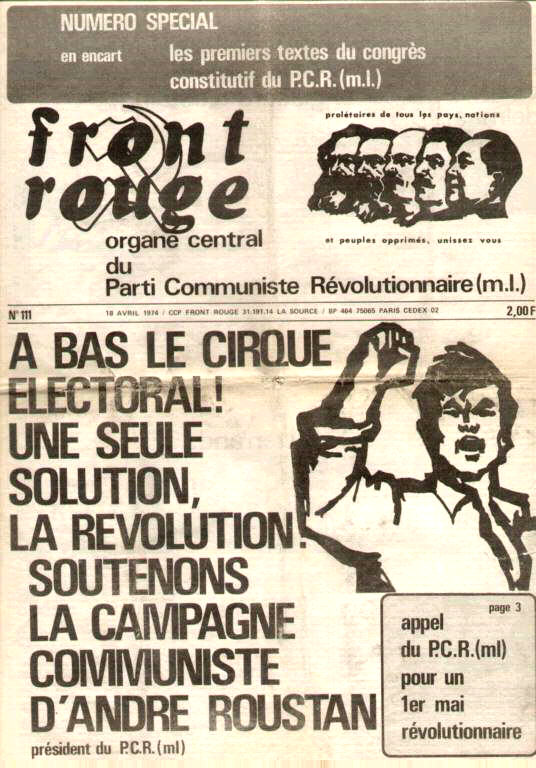 NUMERO SPECIAL
en encart les premiers textes du congrès
constitutif du P.C.R. (m.l.)
front
rouge
prolétaires de tous les pays, nations
et peuples opprimés, unissez vous
organe central
du
Parti Communiste Révolutionnaire (m.l.)
N° 111 18 AVRIL 1974 / CCP FRONT ROUGE 31.191.14 LA SOURCE / BP 464 75065 PARIS CEDEX 02 2,00F
A BAS LE CIRQUE
ELECTORAL!
UNE SEULE
SOLUTION,
LA REVOLUTION!
SOUTENONS
LA CAMPAGNE
COMMUNISTE
D'ANDRE ROUSTAN
président du P.C.R. (ml)
page 3
appel
du P.C.R. (ml)
pour un
1er mai
révolutionnaire